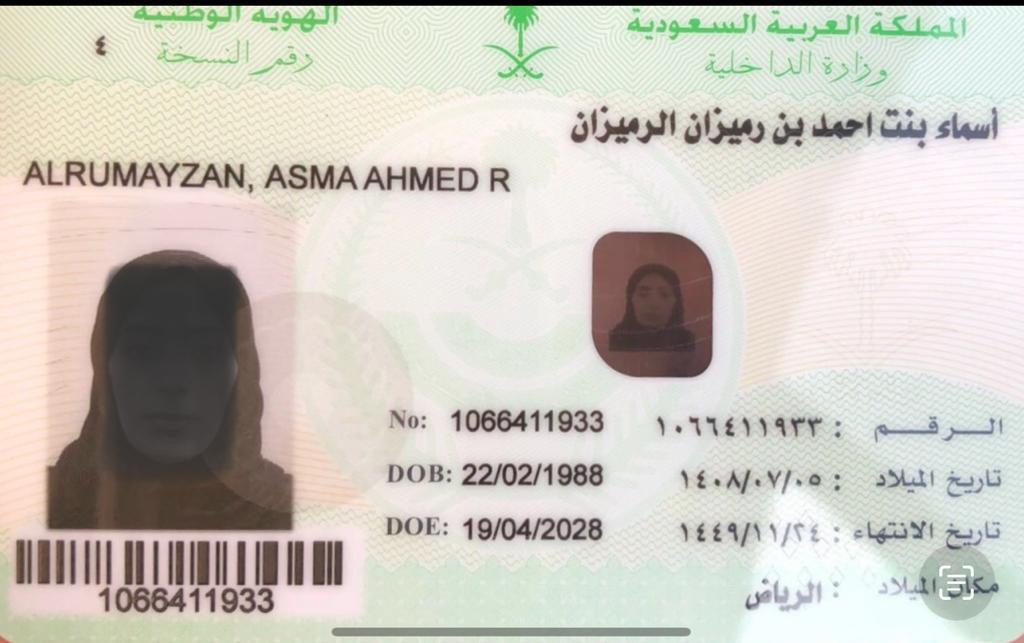 المملكة العربية السعودية
وزارة الداخلية
الهوية الوطنية
رقم النسخة ٤
أسماء بنت احمد بن رميزان الرميزان
ALRUMAYZAN, ASMA AHMED R
No: 1066411933 الرقم : ١٠٦٦٤١١٩٣٣
DOB: 22/02/1988 تاريخ الميلاد : ١٤٠٨/٠٧/٠٥
DOE: 19/04/2028 تاريخ الانتهاء : ١٤٤٩/١١/٢٤
مكان الميلاد : الرياض
1066411933